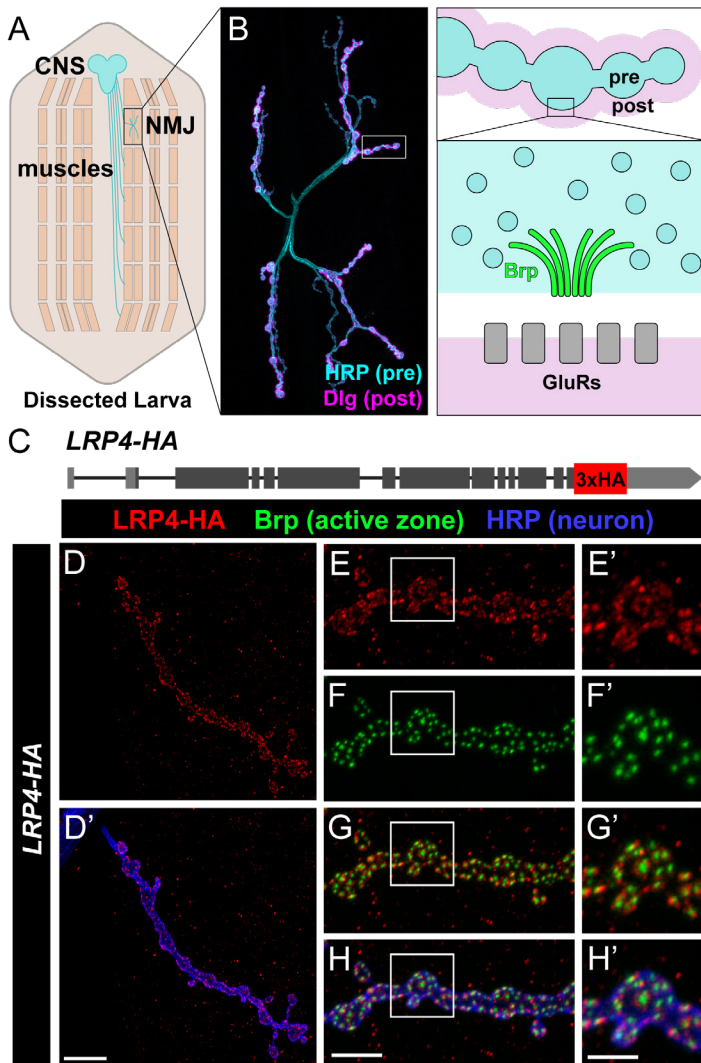 A
CNS
NMJ
muscles
Dissected Larva
B
HRP (pre)
Dlg (post)
pre
post
Brp
GluRs
C
LRP4-HA
3xHA
LRP4-HA Brp (active zone) HRP (neuron)
LRP4-HA
D
E
E'
F
F'
D'
G
G'
H
H'